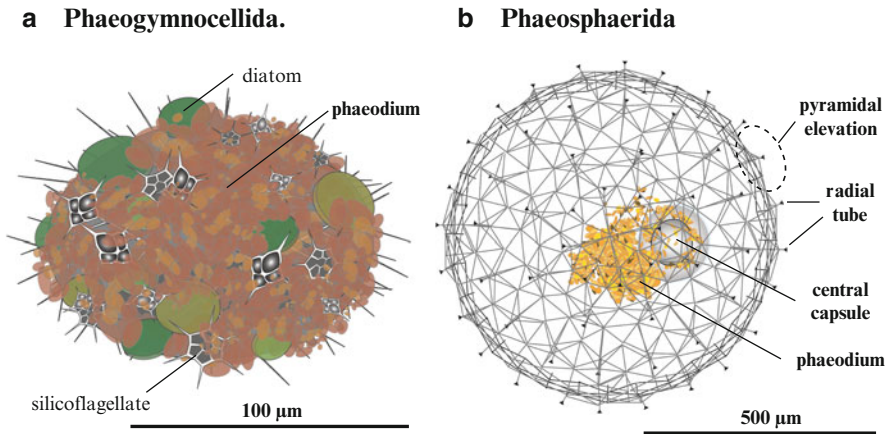 a Phaeogymnocellida.
diatom
phaeodium
silicoflagellate
100 μm
b Phaeosphaerida
pyramidal
elevation
radial
tube
central
capsule
phaeodium
500 μm